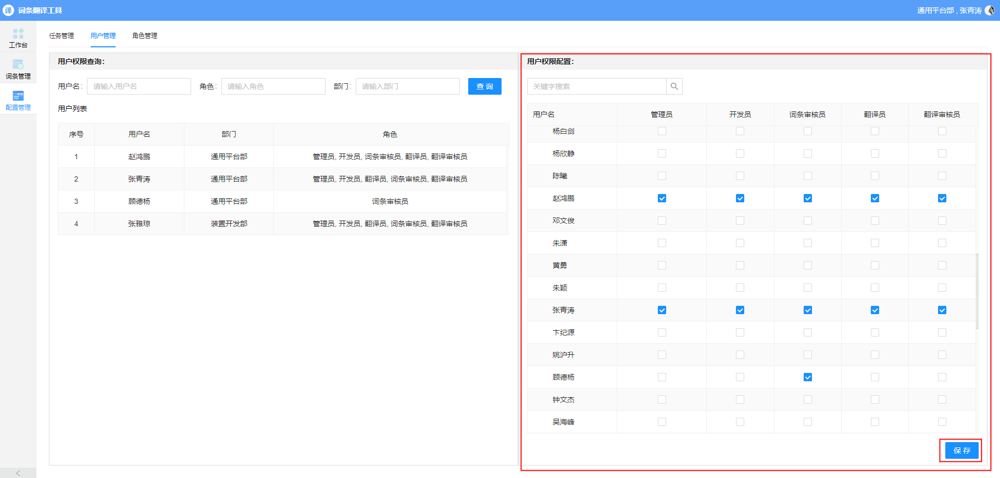 译 词条翻译工具
通用平台部 , 张青涛
工作台
词条管理
配置管理
任务管理 用户管理 角色管理
用户权限查询:
用户名: 请输入用户名 角色: 请输入角色 部门: 请输入部门 查 询
用户列表
序号 用户名 部门 角色
1 赵鸿鹏 通用平台部 管理员, 开发员, 词条审核员, 翻译员, 翻译审核员
2 张青涛 通用平台部 管理员, 开发员, 翻译员, 词条审核员, 翻译审核员
3 顾德杨 通用平台部 词条审核员
4 张雅琼 装置开发部 管理员, 开发员, 翻译员, 词条审核员, 翻译审核员
用户权限配置:
关键字搜索
用户名 管理员 开发员 词条审核员 翻译员 翻译审核员
杨白剑
杨欣静
陈曦
赵鸿鹏
邓文俊
朱潇
黄勇
朱颖
张青涛
卞纪源
姚沪升
顾德杨
钟文杰
吴海峰
保 存